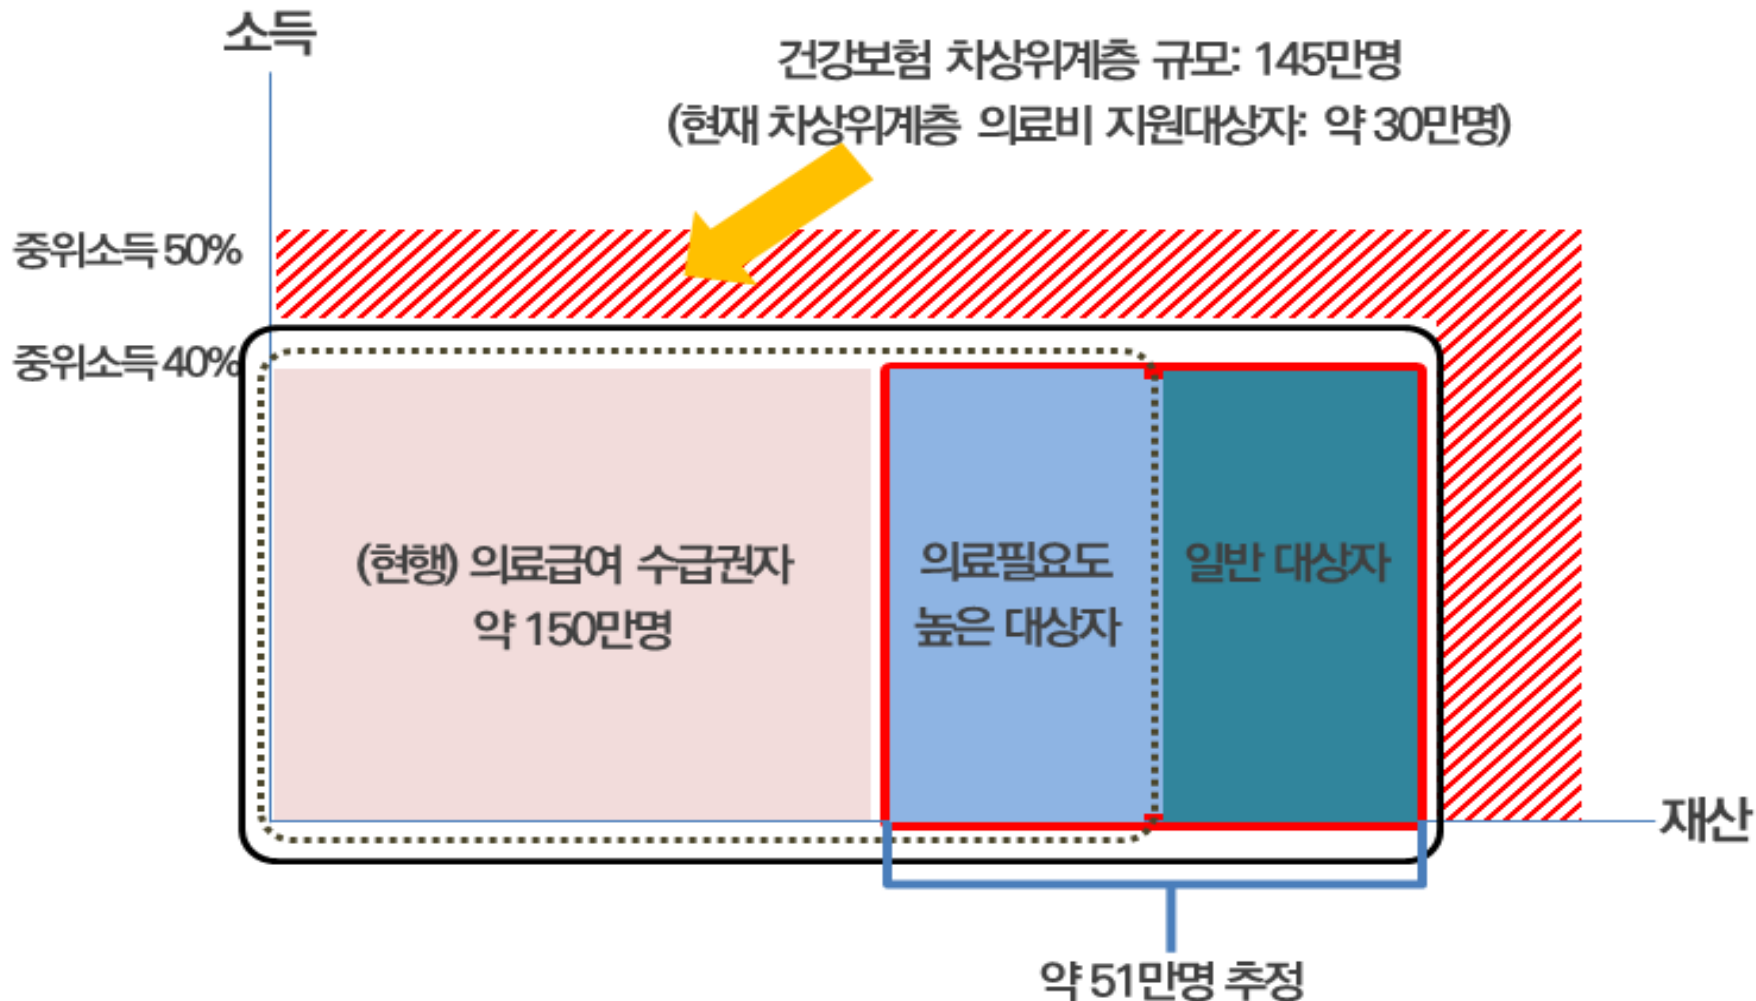 소득
건강보험 차상위계층 규모: 145만명
(현재 차상위계층 의료비 지원대상자: 약 30만명)
중위소득 50%
중위소득 40%
(현행) 의료급여 수급권자
약 150만명
의료필요도
높은 대상자
일반 대상자
재산
약 51만명 추정